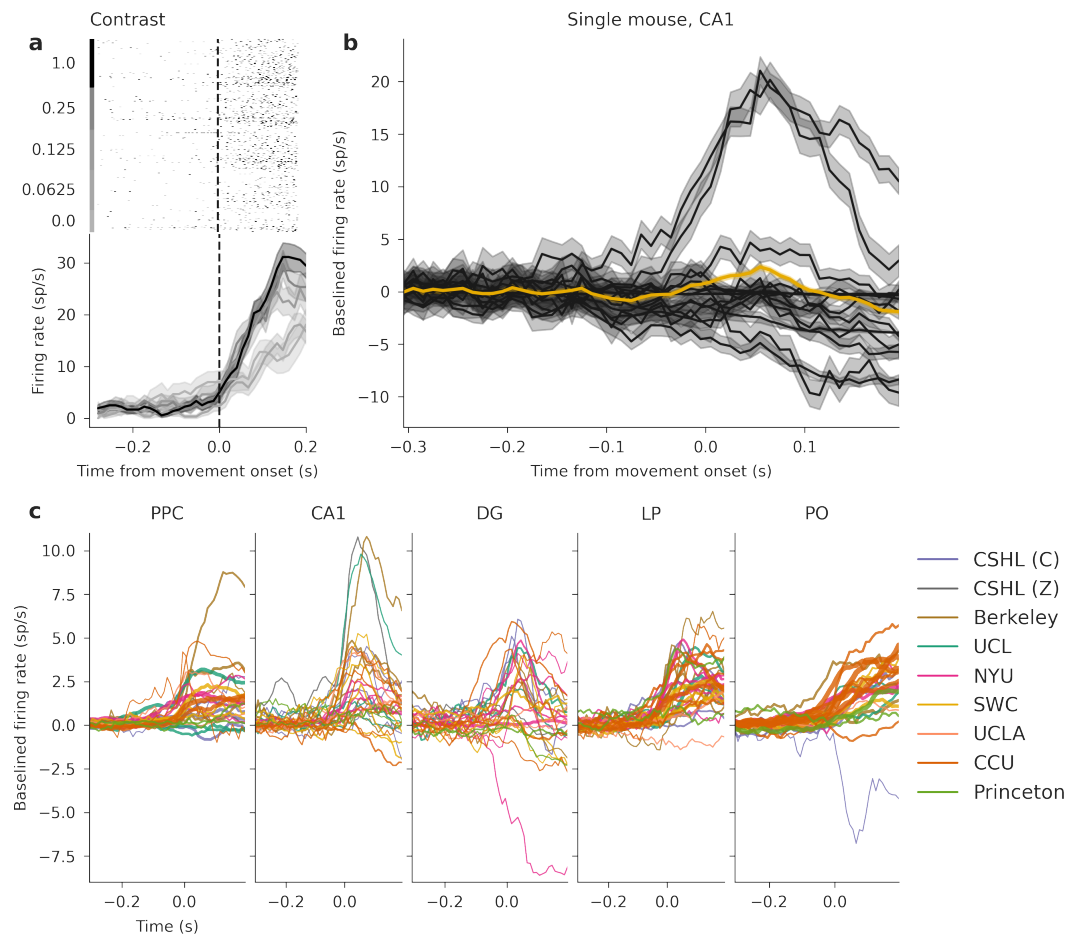 Contrast
Single mouse, CA1
a
b
1.0
0.25
0.125
0.0625
0.0
30
20
10
0
Firing rate (sp/s)
−0.2
0.0
0.2
Time from movement onset (s)
20
15
10
5
0
−5
−10
Baselined firing rate (sp/s)
−0.3
−0.2
−0.1
0.0
0.1
Time from movement onset (s)
c
PPC
CA1
DG
LP
PO
10.0
7.5
5.0
2.5
0.0
−2.5
−5.0
−7.5
Baselined firing rate (sp/s)
−0.2
0.0
−0.2
0.0
−0.2
0.0
−0.2
0.0
−0.2
0.0
Time (s)
CSHL (C)
CSHL (Z)
Berkeley
UCL
NYU
SWC
UCLA
CCU
Princeton